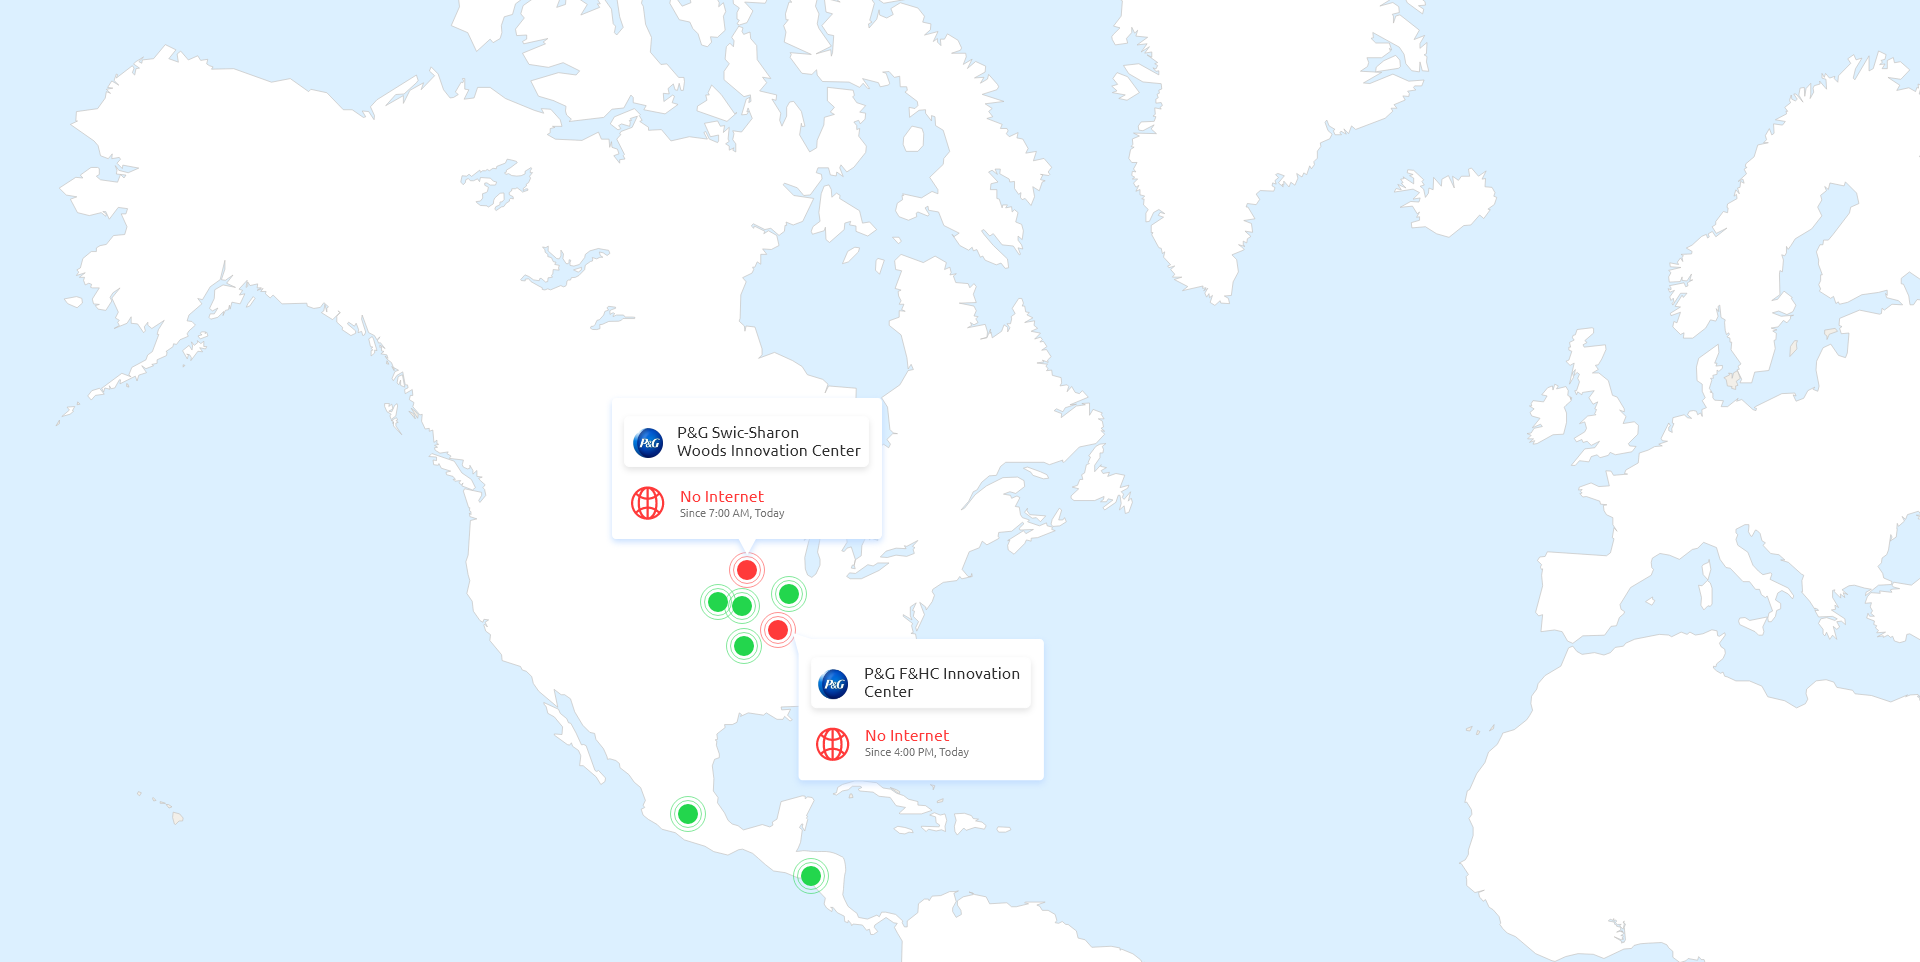 P&G
P&G Swic-Sharon
Woods Innovation Center
No Internet
Since 7:00 AM, Today
P&G
P&G F&HC Innovation
Center
No Internet
Since 4:00 PM, Today